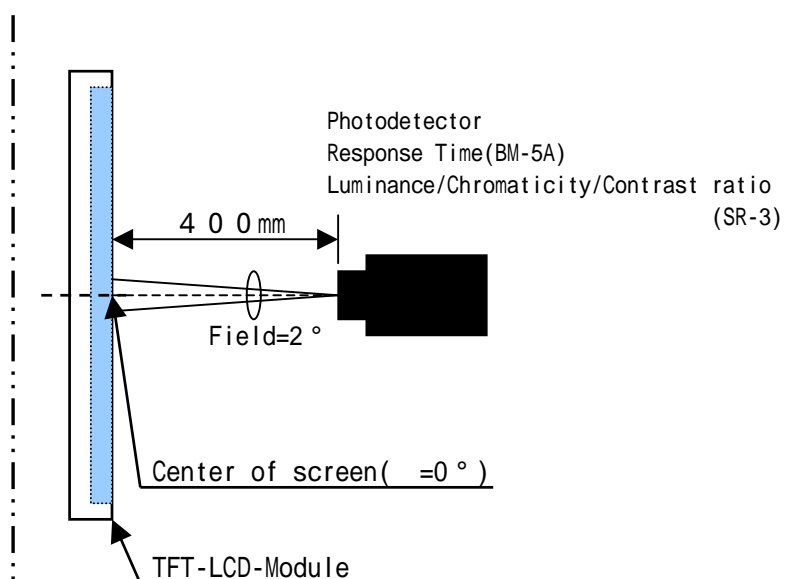 Photodetector
Response Time(BM-5A)
Luminance/Chromaticity/Contrast ratio
(SR-3)
４００mm
Field=2°
Center of screen( =0°)
TFT-LCD-Module